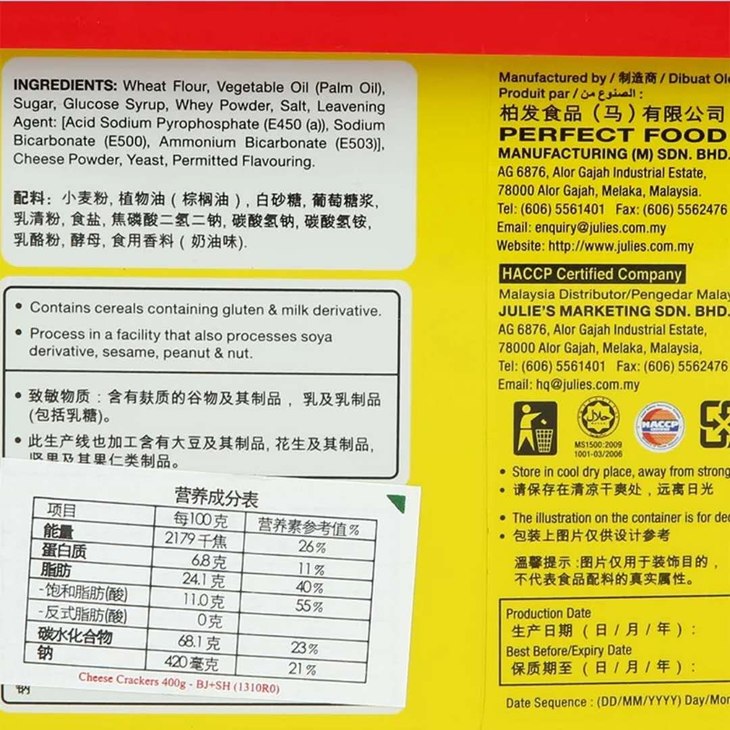 INGREDIENTS: Wheat Flour, Vegetable Oil (Palm Oil),
Sugar, Glucose Syrup, Whey Powder, Salt, Leavening
Agent: [Acid Sodium Pyrophosphate (E450 (a)), Sodium
Bicarbonate (E500), Ammonium Bicarbonate (E503)],
Cheese Powder, Yeast, Permitted Flavouring.
配料：小麦粉, 植物油（棕榈油）, 白砂糖, 葡萄糖浆,
乳清粉, 食盐, 焦磷酸二氢二钠, 碳酸氢钠, 碳酸氢铵,
乳酪粉, 酵母, 食用香料（奶油味).
• Contains cereals containing gluten & milk derivative.
• Process in a facility that also processes soya
derivative, sesame, peanut & nut.
• 致敏物质：含有麸质的谷物及其制品，乳及乳制品
(包括乳糖)。
• 此生产线也加工含有大豆及其制品, 花生及其制品,
坚果及其果仁类制品。
营养成分表
项目 每100克 营养素参考值%
能量 2179千焦 26%
蛋白质 6.8克 11%
脂肪 24.1克 40%
-饱和脂肪(酸) 11.0克 55%
-反式脂肪(酸) 0克
碳水化合物 68.1克 23%
钠 420毫克 21%
Cheese Crackers 400g - BJ+SH (1310R0)
钠
Manufactured by / 制造商 / Dibuat Ole
Produit par / الصنوع من :
柏发食品（马）有限公司
PERFECT FOOD
MANUFACTURING (M) SDN. BHD.
AG 6876, Alor Gajah Industrial Estate,
78000 Alor Gajah, Melaka, Malaysia.
Tel: (606) 5561401 Fax: (606) 5562476
Email: enquiry@julies.com.my
Website: http://www.julies.com.my
HACCP Certified Company
Malaysia Distributor/Pengedar Malay
JULIE'S MARKETING SDN. BHD.
AG 6876, Alor Gajah Industrial Estate,
78000 Alor Gajah, Melaka, Malaysia,
Tel: (606) 5561401 Fax: (606) 5562476
Email: hq@julies.com.my
حلال
HACCP
MS1500:2009
1001-03/2006
• Store in cool dry place, away from strong
• 请保存在清凉干爽处，远离日光
• The illustration on the container is for dec
• 包装上图片仅供设计参考
溫馨提示:图片仅用于装饰目的，
不代表食品配料的真实属性。
Production Date
生产日期（日/月/年）:
Best Before/Expiry Date
保质期至（日/月/年）:
Date Sequence : (DD/MM/YYYY) Day/Mon